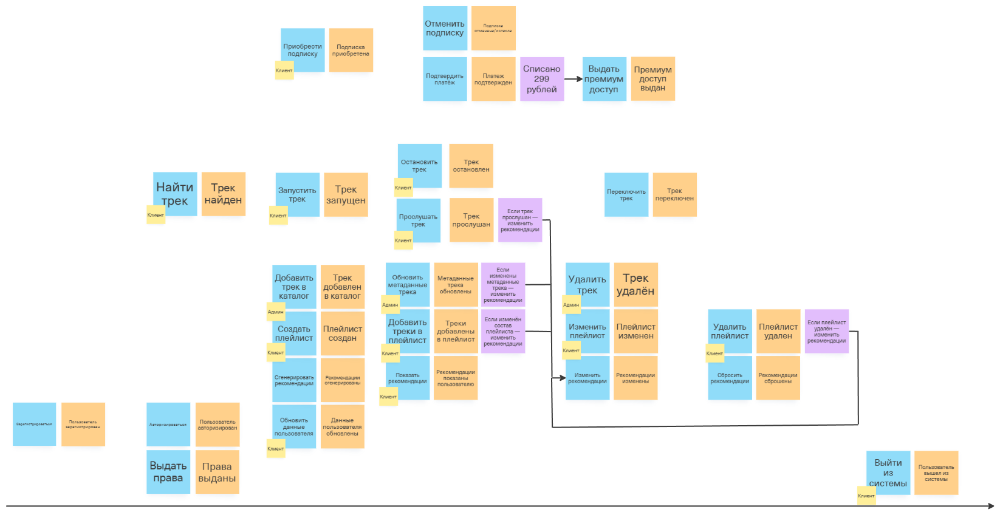 Отменить
подписку
Подписка
отменена/истекла
Приобрести
подписку
Клиент
Подписка
приобретена
Подтвердить
платёж
Платеж
подтвержден
Списано
299
рублей
Выдать
премиум
доступ
Премиум
доступ
выдан
Остановить
трек
Клиент
Трек
остановлен
Найти
трек
Клиент
Трек
найден
Запустить
трек
Клиент
Трек
запущен
Переключить
трек
Трек
переключен
Прослушать
трек
Клиент
Трек
прослушан
Если трек
прослушан —
изменить
рекомендации
Добавить
трек в
каталог
Админ
Трек
добавлен
в каталог
Обновить
метаданные
трека
Админ
Метаданные
трека
обновлены
Если
изменены
метаданные
трека —
изменить
рекомендации
Удалить
трек
Админ
Трек
удалён
Создать
плейлист
Клиент
Плейлист
создан
Добавить
треки в
плейлист
Клиент
Треки
добавлены
в плейлист
Если изменён
состав
плейлиста —
изменить
рекомендации
Изменить
плейлист
Клиент
Плейлист
изменен
Удалить
плейлист
Клиент
Плейлист
удален
Если плейлист
удалён —
изменить
рекомендации
Сгенерировать
рекомендации
Рекомендации
сгенерированы
Показать
рекомендации
Клиент
Рекомендации
показаны
пользователю
Изменить
рекомендации
Рекомендации
изменены
Сбросить
рекомендации
Рекомендации
сброшены
Зарегистрироваться
Пользователь
зарегистрирован
Авторизироваться
Пользователь
авторизирован
Обновить
данные
пользователя
Клиент
Данные
пользователя
обновлены
Выдать
права
Права
выданы
Выйти
из
системы
Клиент
Пользователь
вышел из
системы